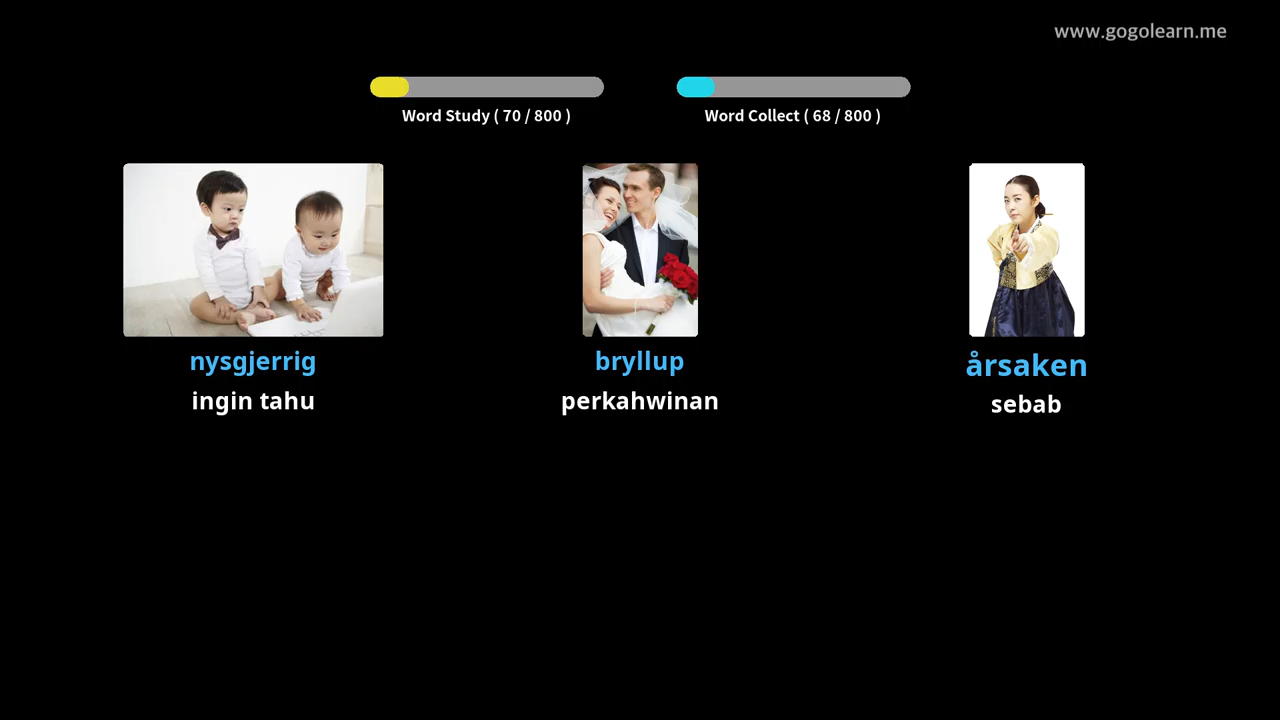 www.gogolearn.me
Word Study ( 70 / 800 )
Word Collect ( 68 / 800 )
nysgjerrig
bryllup
årsaken
ingin tahu
perkahwinan
sebab